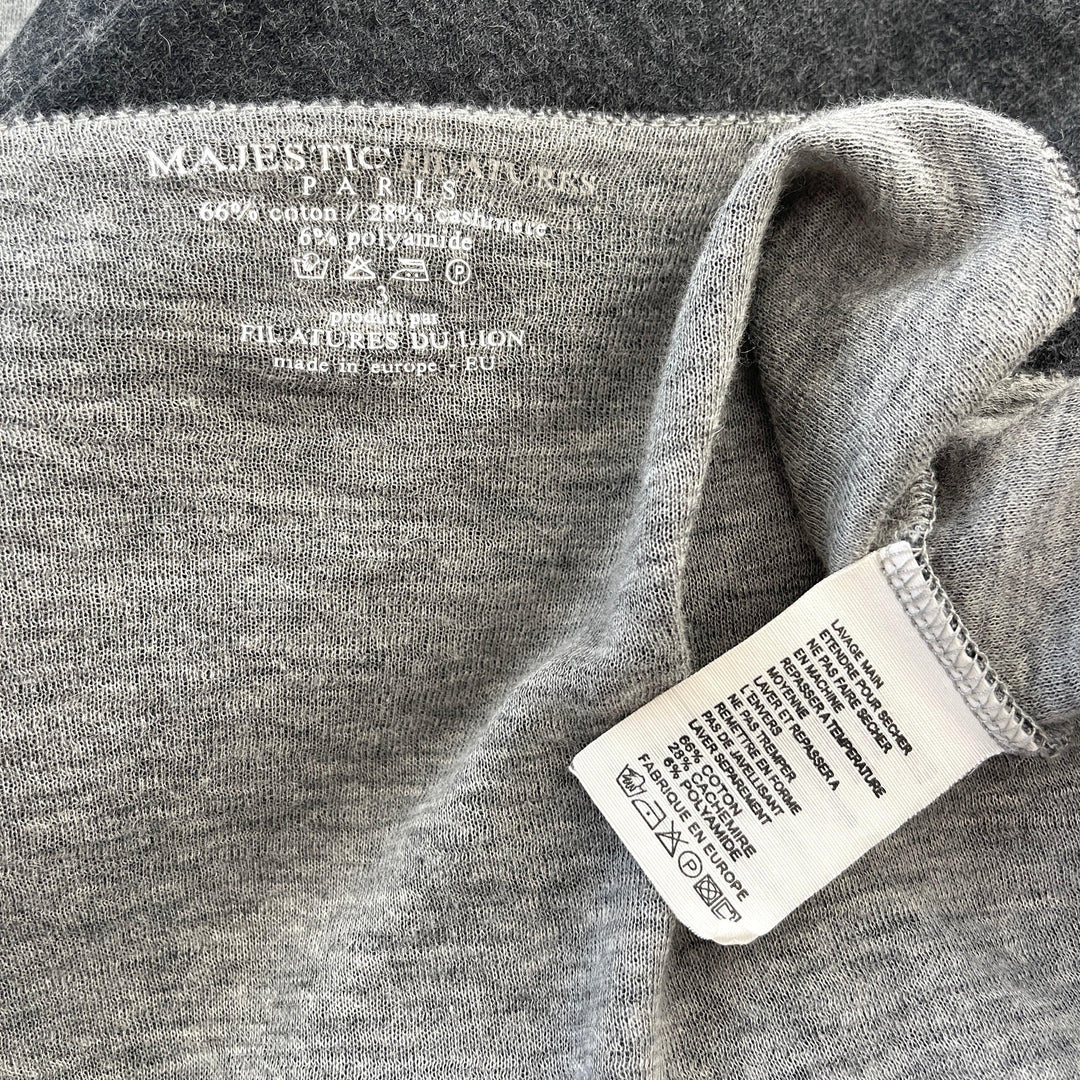 MAJESTIC FILATURES
PARIS
66% coton / 28% cashmere
6% polyamide
P
3
produit par
FILATURES DU LION
made in europe - EU
LAVAGE MAIN
ETENDRE POUR SECHER
NE PAS FAIRE SECHER
EN MACHINE
REPASSER A TEMPERATURE
MOYENNE
LAVER ET REPASSER A
L'ENVERS
NE PAS TREMPER
REMETTRE EN FORME
PAS DE JAVELLISANT
LAVER SEPAREMENT
66% COTON
28% CACHEMIRE
6% POLYAMIDE
FABRIQUE EN EUROPE
P